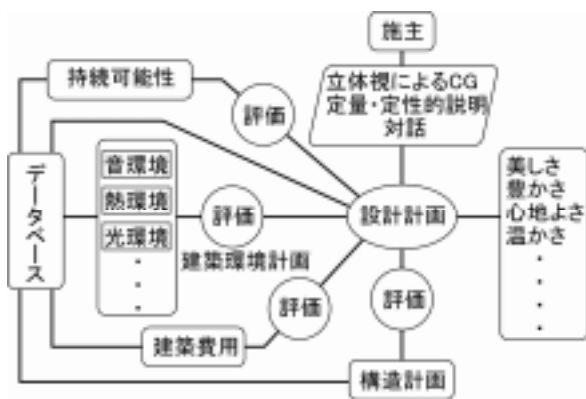 施主
持続可能性
立体視によるCG
定量・定性的説明
対話
評価
データベース
音環境
熱環境
光環境
・
・
・
評価
建築環境計画
設計計画
美しさ
豊かさ
心地よさ
温かさ
・
・
・
・
評価
評価
建築費用
構造計画